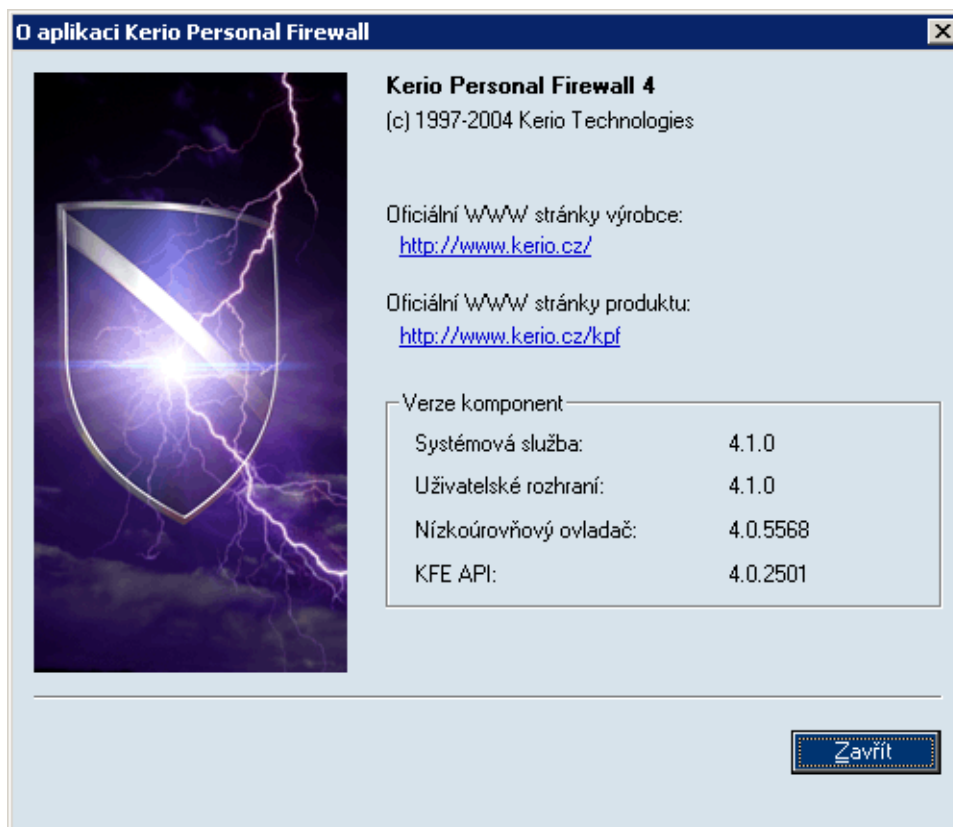 O aplikaci Kerio Personal Firewall
Kerio Personal Firewall 4
(c) 1997-2004 Kerio Technologies
Oficiální WWW stránky výrobce:
http://www.kerio.cz/
Oficiální WWW stránky produktu:
http://www.kerio.cz/kpf
Verze komponent
Systémová služba: 4.1.0
Uživatelské rozhraní: 4.1.0
Nízkoúrovňový ovladač: 4.0.5568
KFE API: 4.0.2501
Zavřít